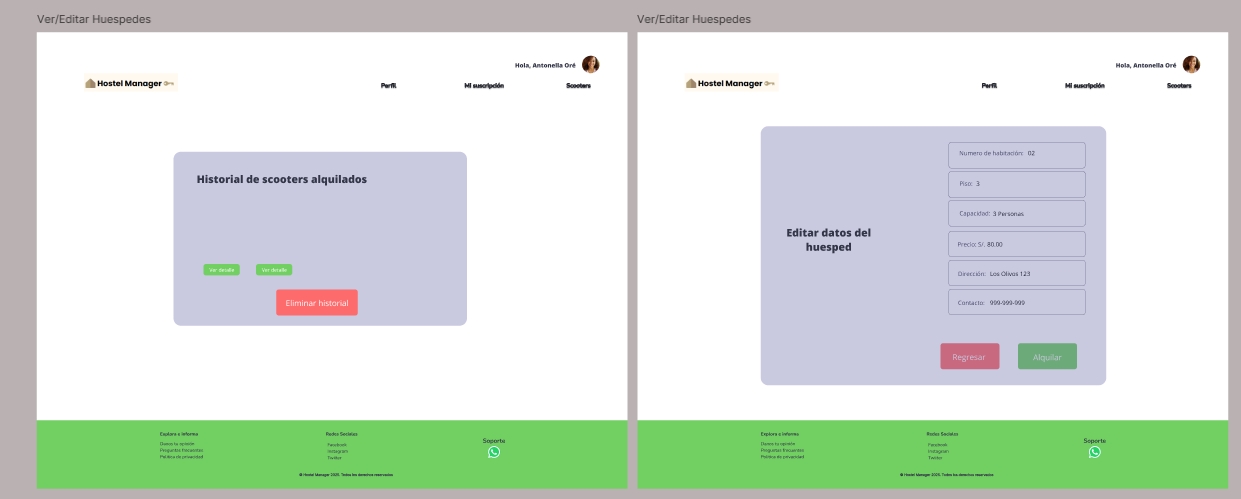 Ver/Editar Huespedes
Hola, Antonella Oré
Hostel Manager
Perfil Mi suscripción Scooters
Historial de scooters alquilados
Ver detalle Ver detalle
Eliminar historial
Explora e informa Redes Sociales
Soporte
Danos tu opinión Facebook
Preguntas frecuentes Instagram
Política de privacidad Twitter
© Hostel Manager 2025. Todos los derechos reservados
Ver/Editar Huespedes
Hola, Antonella Oré
Hostel Manager
Perfil Mi suscripción Scooters
Editar datos del
huesped
Numero de habitación: 02
Piso: 3
Capacidad: 3 Personas
Precio: S/. 80.00
Dirección: Los Olivos 123
Contacto: 999-999-999
Regresar Alquilar
Explora e informa Redes Sociales
Soporte
Danos tu opinión Facebook
Preguntas frecuentes Instagram
Política de privacidad Twitter
© Hostel Manager 2025. Todos los derechos reservados